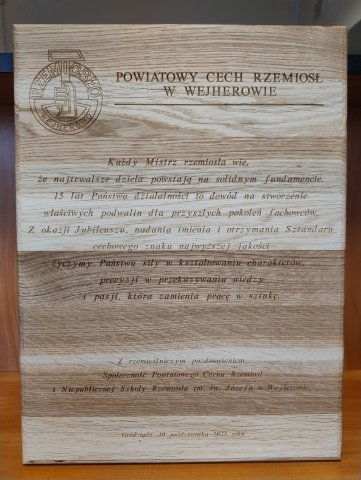 RZEMIOSŁO
WEJHEROWO
POWIATOWY CECH RZEMIOSŁ
W WEJHEROWIE
Każdy Mistrz rzemiosła wie,
że najtrwalsze dzieła powstają na solidnym fundamencie.
15 lat Państwa działalności to dowód na stworzenie
właściwych podwalin dla przyszłych pokoleń fachowców.
Z okazji Jubileuszu, nadania imienia i otrzymania Sztandaru
cechowego znaku najwyższej jakości
życzymy Państwu siły w kształtowaniu charakterów,
precyzji w przekazywaniu wiedzy
i pasji, która zamienia pracę w sztukę.
Z rzemieślniczym pozdrowieniem,
Społeczność Powiatowego Cechu Rzemiosł
i Niepublicznej Szkoły Rzemiosła im. św. Józefa w Wejherowie
Grudziądz, 10 października 2025 roku